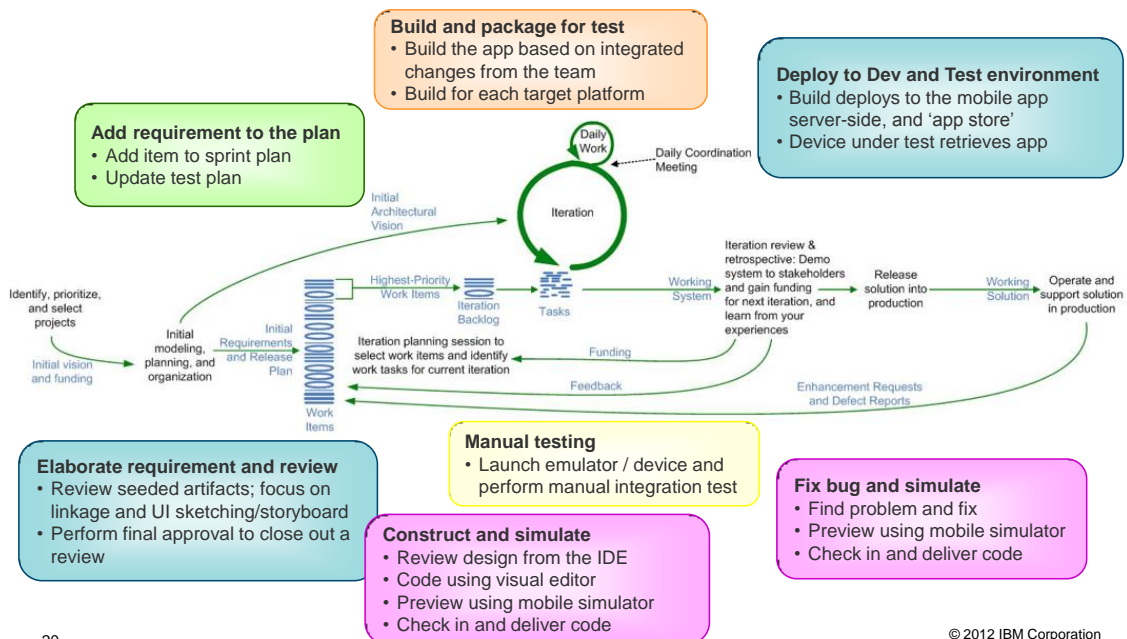 Build and package for test
• Build the app based on integrated
changes from the team
• Build for each target platform
Deploy to Dev and Test environment
• Build deploys to the mobile app
server-side, and ‘app store’
• Device under test retrieves app
Add requirement to the plan
• Add item to sprint plan
• Update test plan
Daily
Work
Daily Coordination
Meeting
Initial
Architectural
Vision
Iteration
Identify, prioritize,
and select
projects
Initial vision
and funding
Initial
modeling,
planning, and
organization
Initial
Requirements
and Release
Plan
Highest-Priority
Work Items
Iteration
Backlog
Tasks
Working
System
Iteration review &
retrospective: Demo
system to stakeholders
and gain funding
for next iteration, and
learn from your
experiences
Release
solution into
production
Working
Solution
Operate and
support solution
in production
Iteration planning session to
select work items and identify
work tasks for current iteration
Funding
Feedback
Enhancement Requests
and Defect Reports
Work
Items
Elaborate requirement and review
• Review seeded artifacts; focus on
linkage and UI sketching/storyboard
• Perform final approval to close out a
review
Manual testing
• Launch emulator / device and
perform manual integration test
Construct and simulate
• Review design from the IDE
• Code using visual editor
• Preview using mobile simulator
• Check in and deliver code
Fix bug and simulate
• Find problem and fix
• Preview using mobile simulator
• Check in and deliver code
© 2012 IBM Corporation